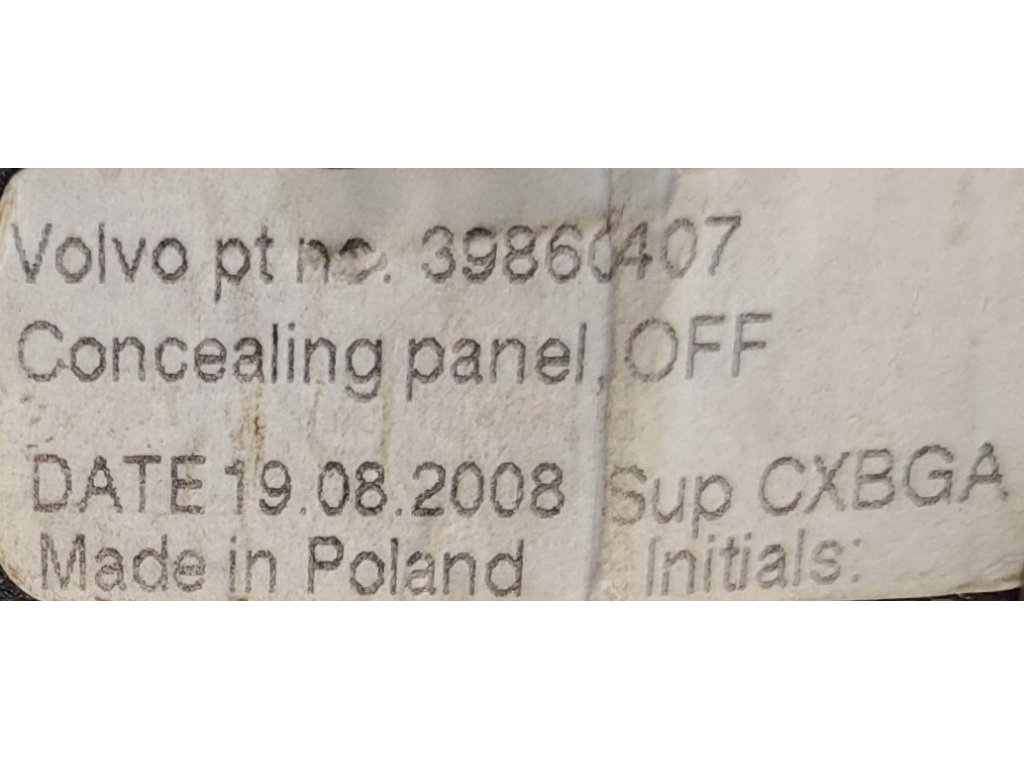 Volvo pt no. 39860407
Concealing panel, OFF
DATE 19.08.2008 Sup CXBGA
Made in Poland Initials: